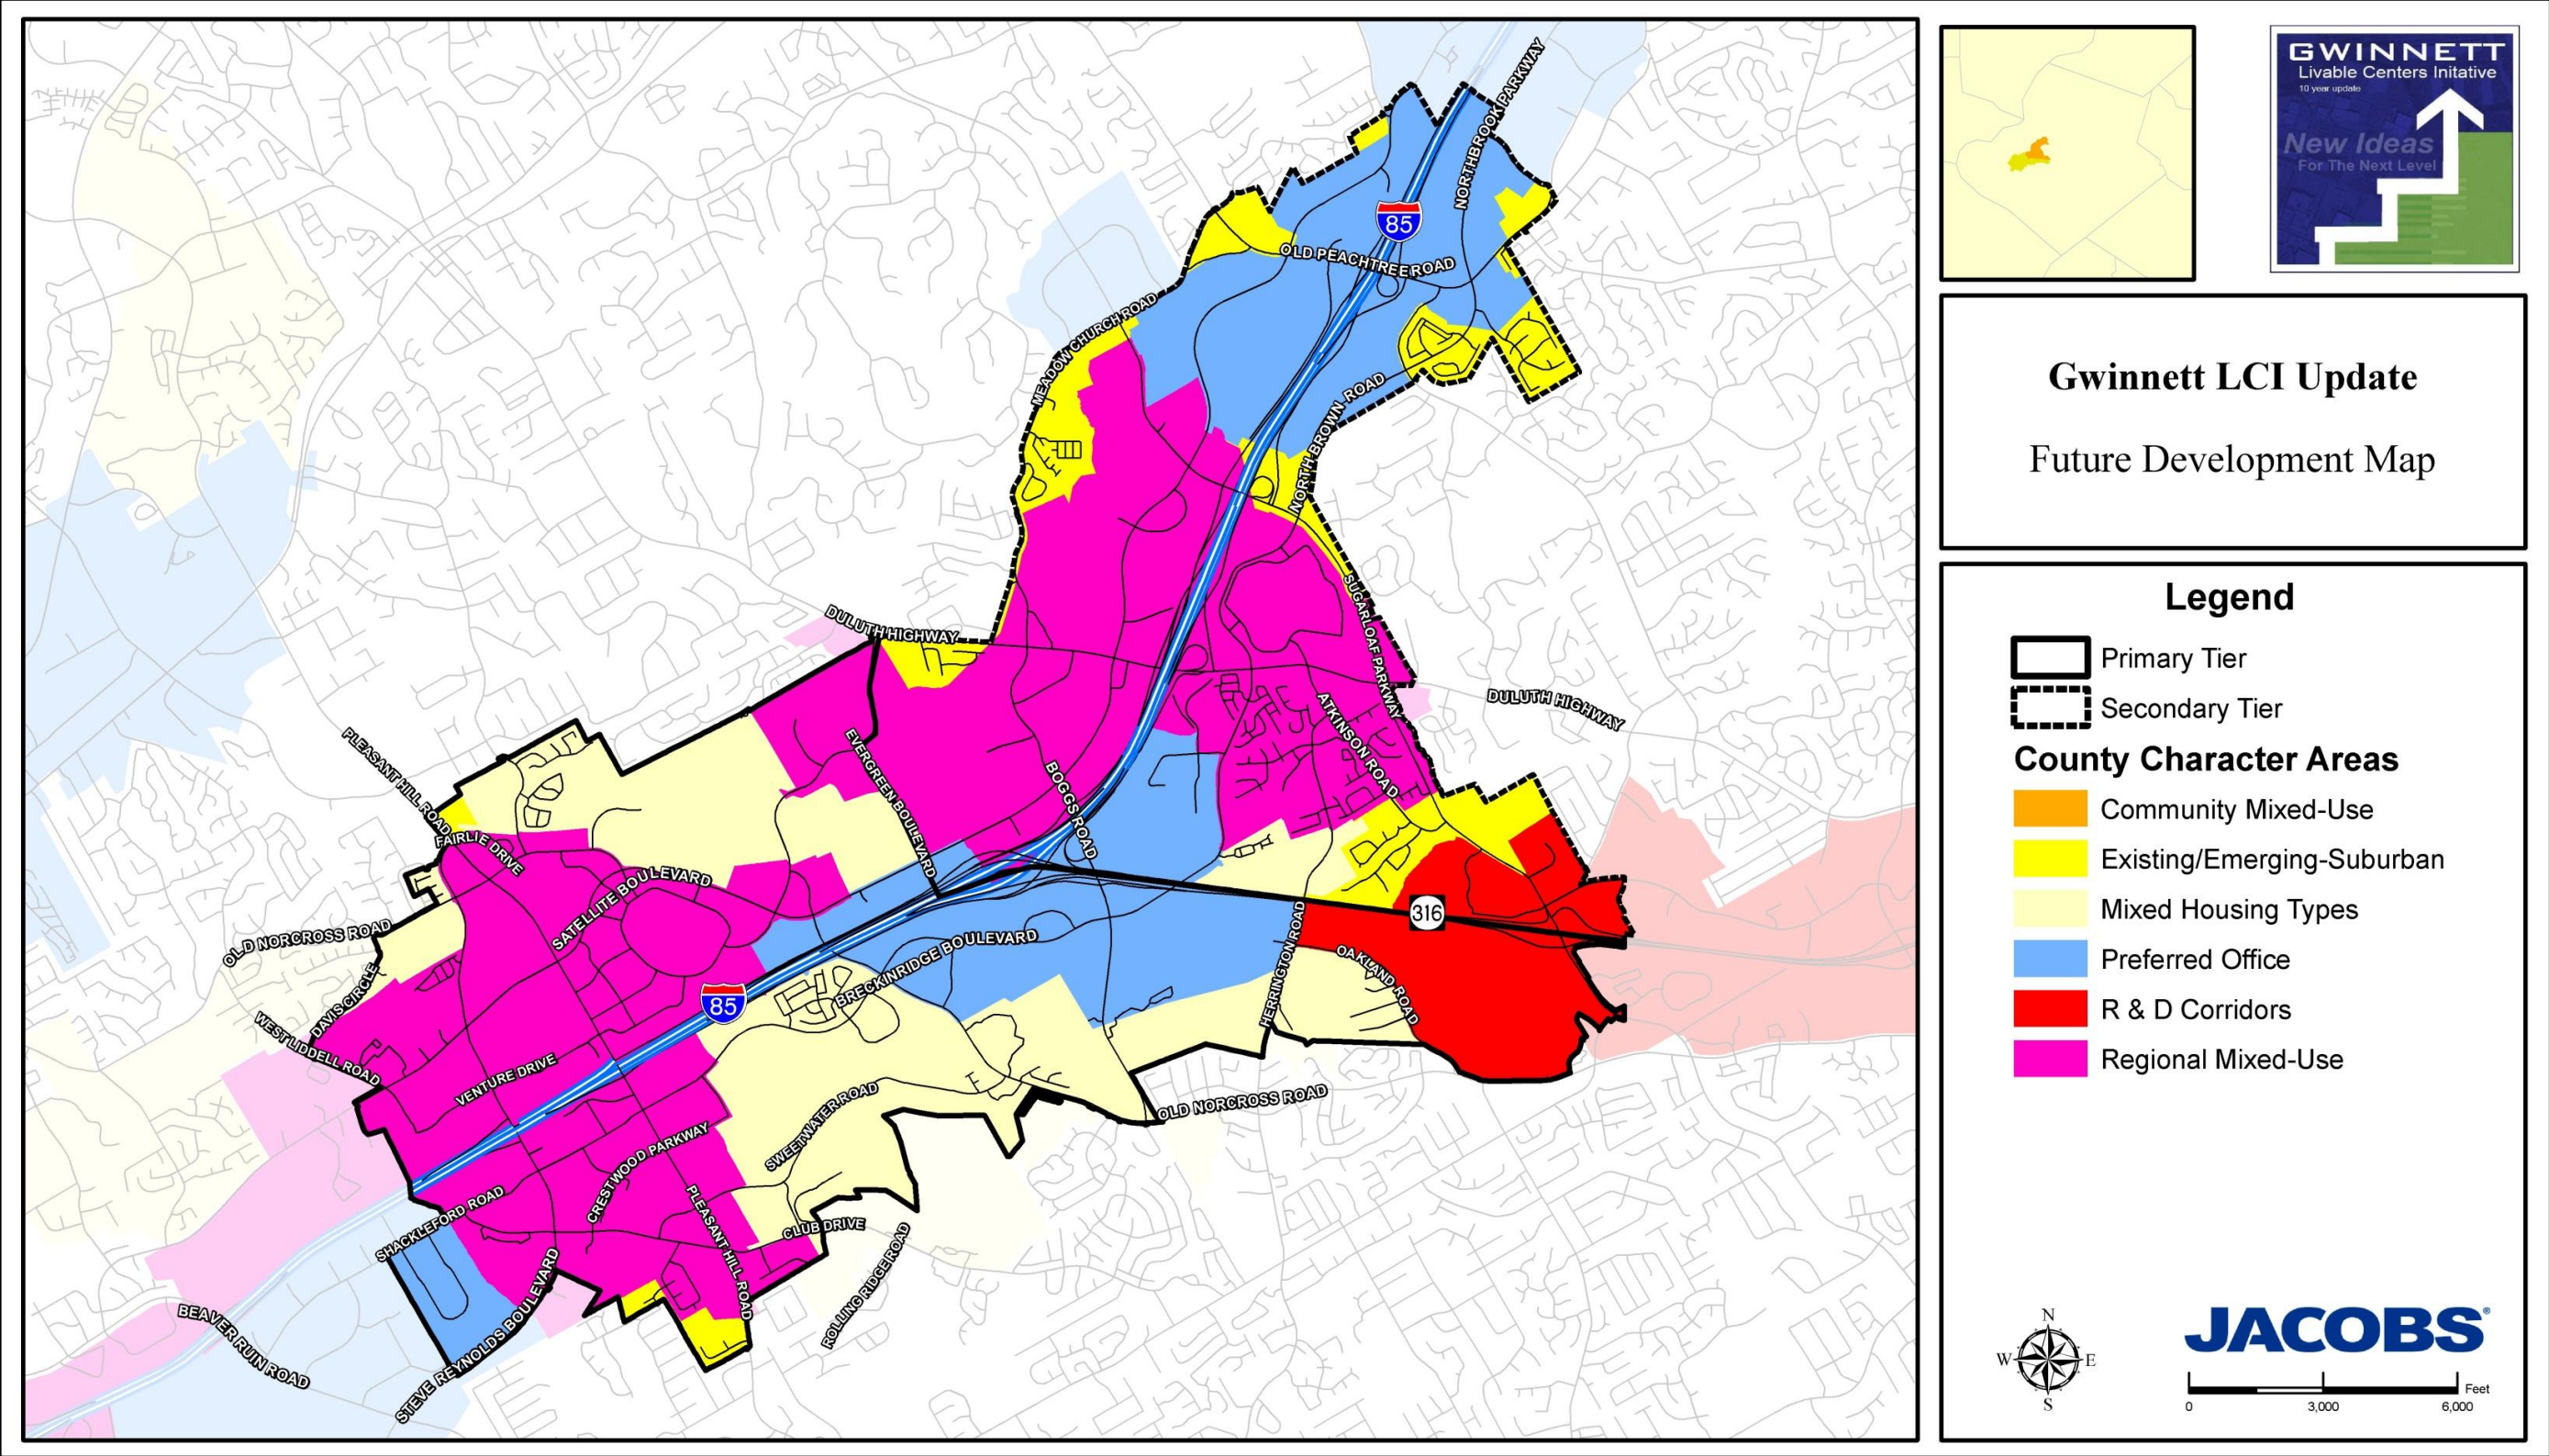 GWINNETT
Livable Centers Initative
10 year update
New Ideas
For The Next Level
Gwinnett LCI Update
Future Development Map
Legend
Primary Tier
Secondary Tier
County Character Areas
Community Mixed-Use
Existing/Emerging-Suburban
Mixed Housing Types
Preferred Office
R & D Corridors
Regional Mixed-Use
N
W E
S
JACOBS®
Feet
0 3,000 6,000
NORTHBROOK PARKWAY
85
OLD PEACHTREE ROAD
MEADOW CHURCH ROAD
NORTH BROWN ROAD
SUGARLOAF PARKWAY
DULUTH HIGHWAY
DULUTH HIGHWAY
ATKINSON ROAD
PLEASANT HILL ROAD
EVERGREEN BOULEVARD
BOGGS ROAD
FAIRLIE DRIVE
SATELLITE BOULEVARD
316
OLD NORCROSS ROAD
BRECKINRIDGE BOULEVARD
HERRINGTON ROAD
OAKLAND ROAD
DAVIS CIRCLE
85
WEST LIDDELL ROAD
VENTURE DRIVE
SWEETWATER ROAD
OLD NORCROSS ROAD
CRESTWOOD PARKWAY
SHACKLEFORD ROAD
PLEASANT HILL ROAD
CLUB DRIVE
ROLLING RIDGE ROAD
STEVE REYNOLDS BOULEVARD
BEAVER RUIN ROAD